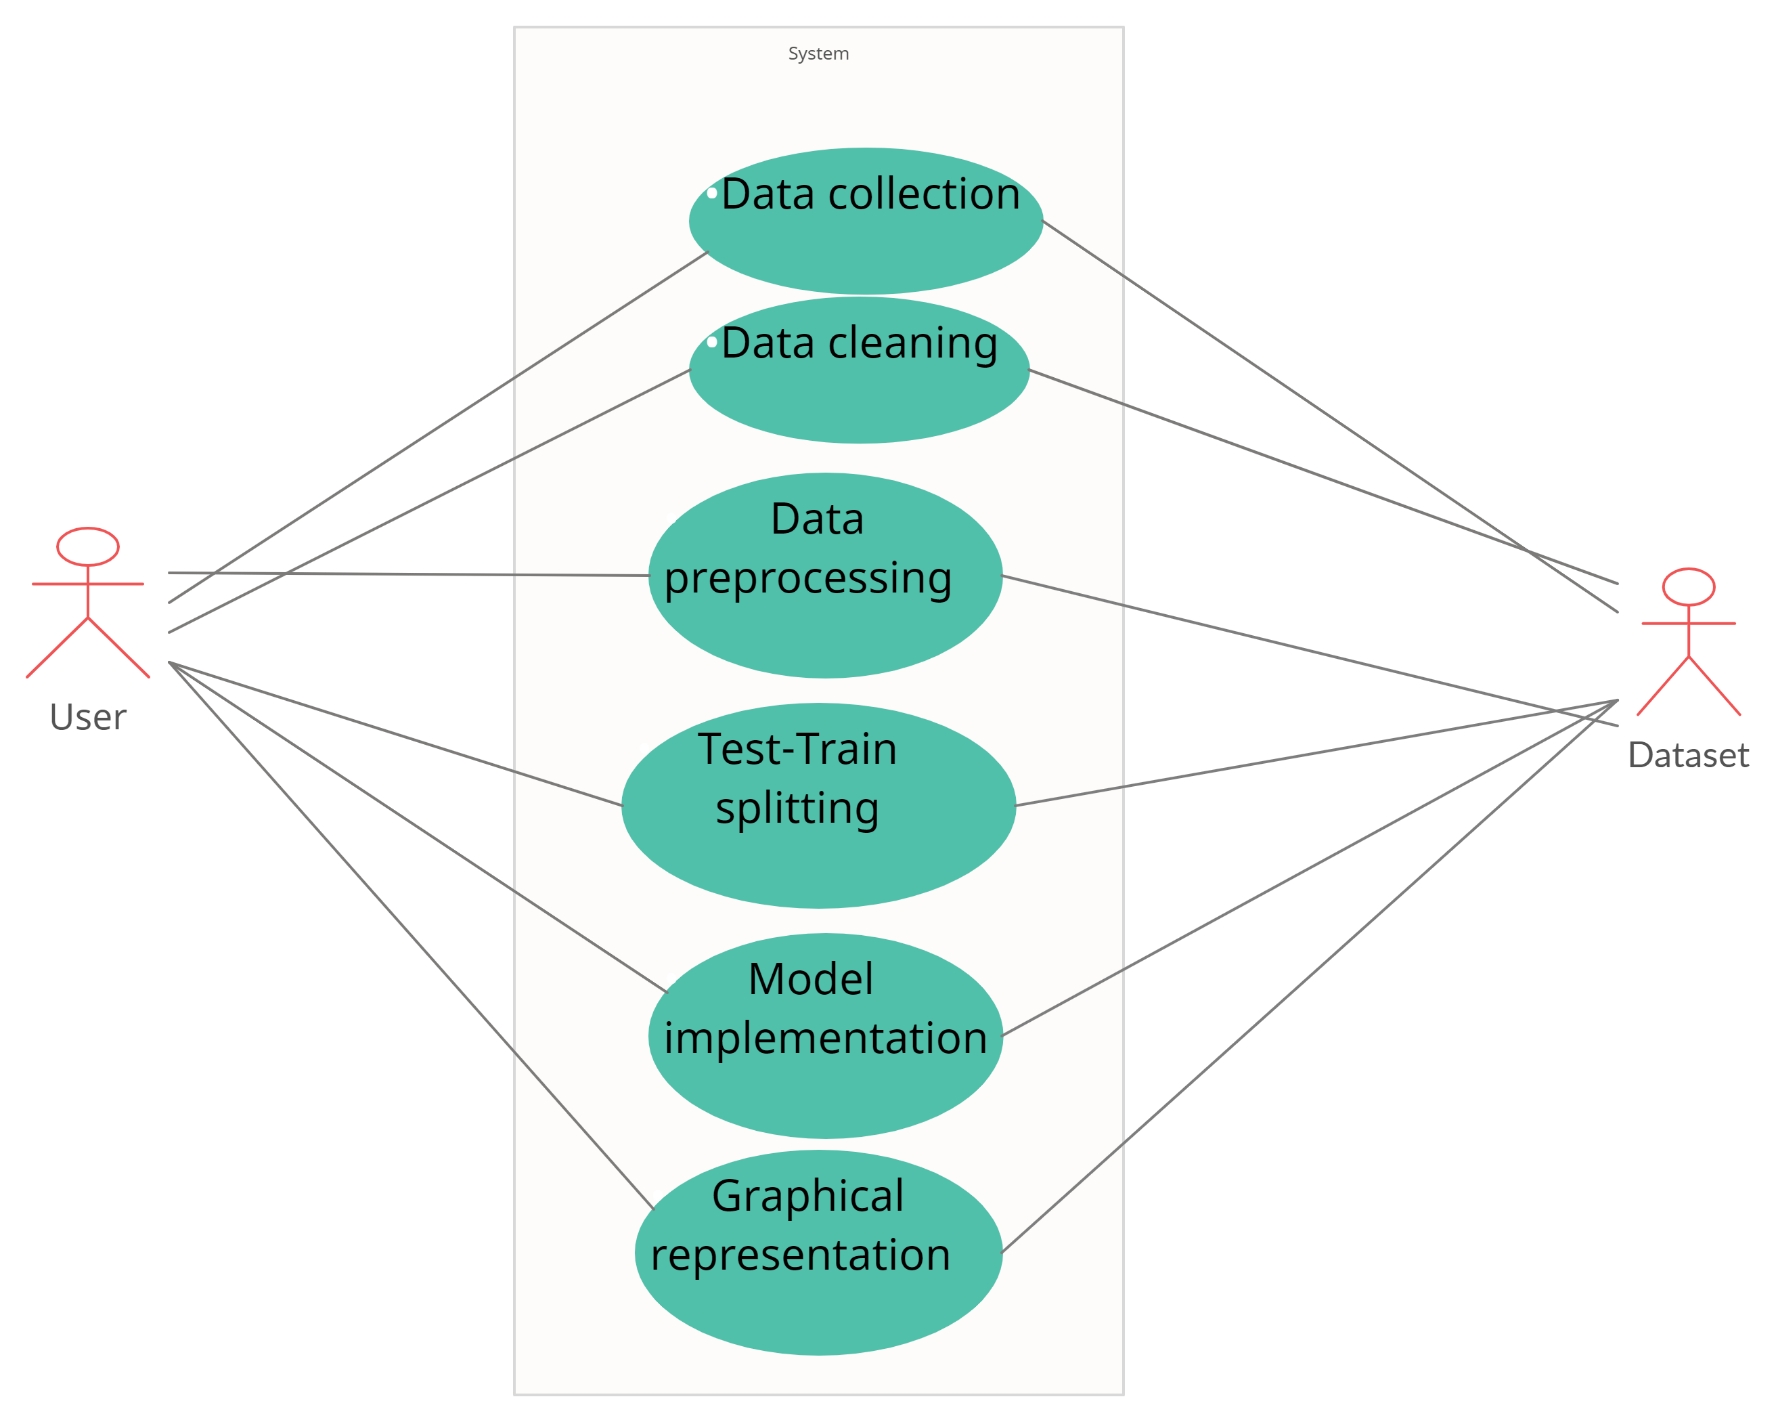 System
•Data collection
•Data cleaning
Data
preprocessing
User
Test-Train
splitting
Dataset
Model
implementation
Graphical
representation